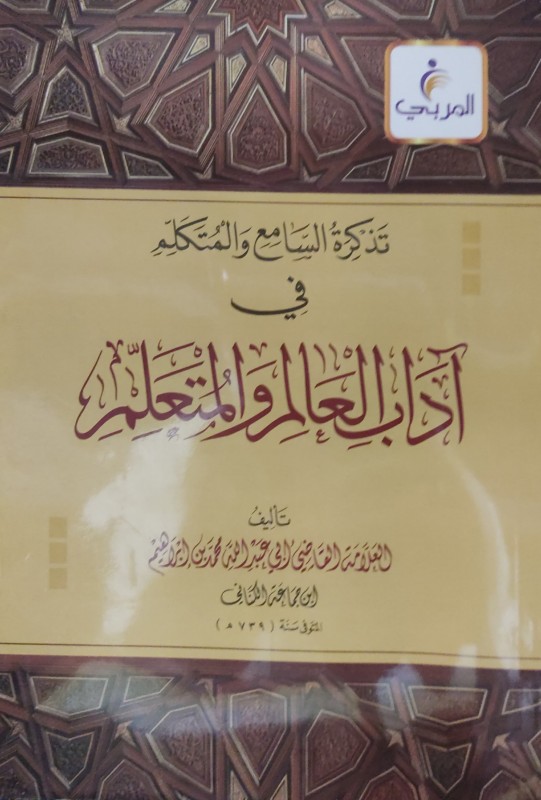 المربي
تذكرة السامع والمتكلم
في
آداب العالم والمتعلم
تأليف
العلامة القاضي أبي عبد الله محمد بن إبراهيم
ابن جماعة الكناني
المتوفى سنة (٧٣٩ هـ)